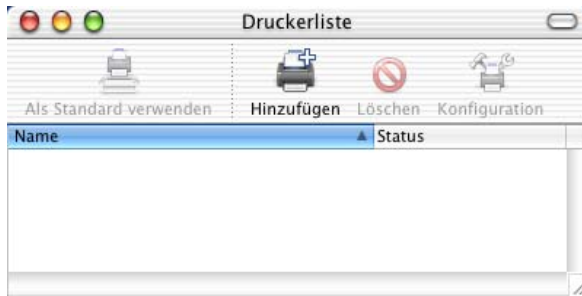 Druckerliste
Als Standard verwenden Hinzufügen Löschen Konfiguration
Name Status